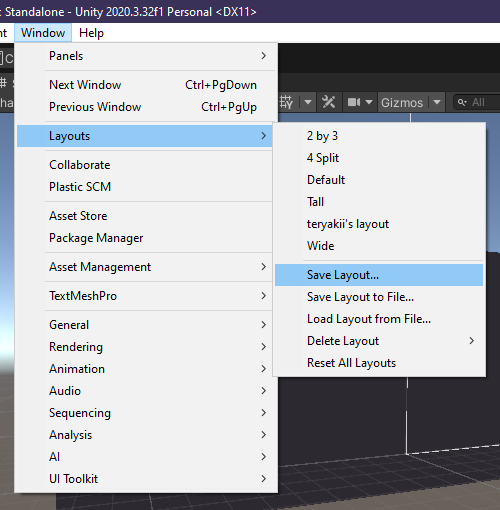 : Standalone - Unity 2020.3.32f1 Personal <DX11>
Window Help
Panels
Next Window Ctrl+PgDown
Previous Window Ctrl+PgUp
Gizmos All
Layouts
2 by 3
4 Split
Default
Tall
teryakii's layout
Wide
Save Layout...
Save Layout to File...
Load Layout from File...
Delete Layout
Reset All Layouts
Collaborate
Plastic SCM
Asset Store
Package Manager
Asset Management
TextMeshPro
General
Rendering
Animation
Audio
Sequencing
Analysis
AI
UI Toolkit